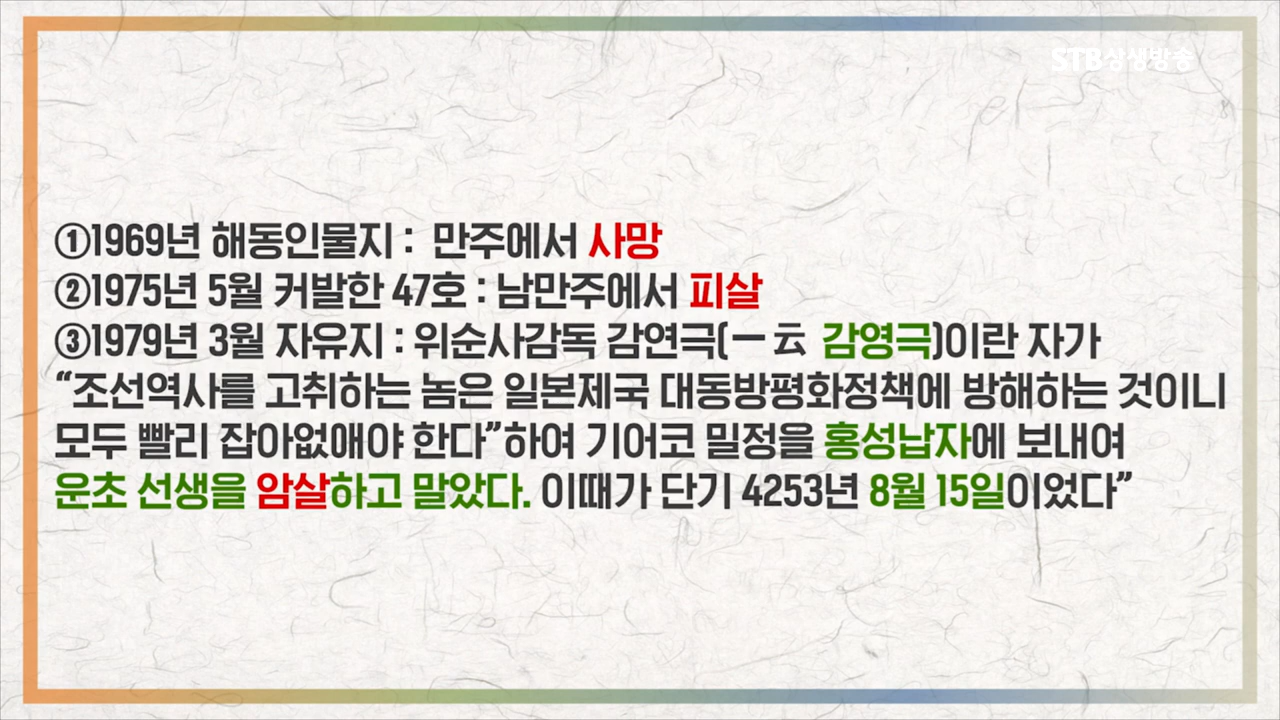 STB상생방송
①1969년 해동인물지 : 만주에서 사망
②1975년 5월 커발한 47호 : 남만주에서 피살
③1979년 3월 자유지 : 위순사감독 감연극(一云 감영극)이란 자가
“조선역사를 고취하는 놈은 일본제국 대동방평화정책에 방해하는 것이니
모두 빨리 잡아없애야 한다”하여 기어코 밀정을 홍성납자에 보내여
운초 선생을 암살하고 말았다. 이때가 단기 4253년 8월 15일이었다”